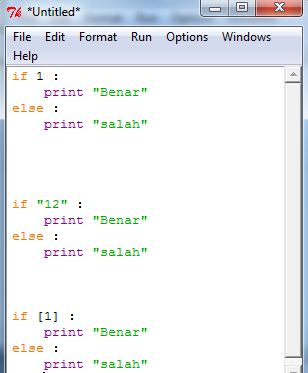 *Untitled*
File Edit Format Run Options Windows
Help
if 1 :
    print "Benar"
else :
    print "salah"
if "12" :
    print "Benar"
else :
    print "salah"
if [1] :
    print "Benar"
else :
    print "salah"